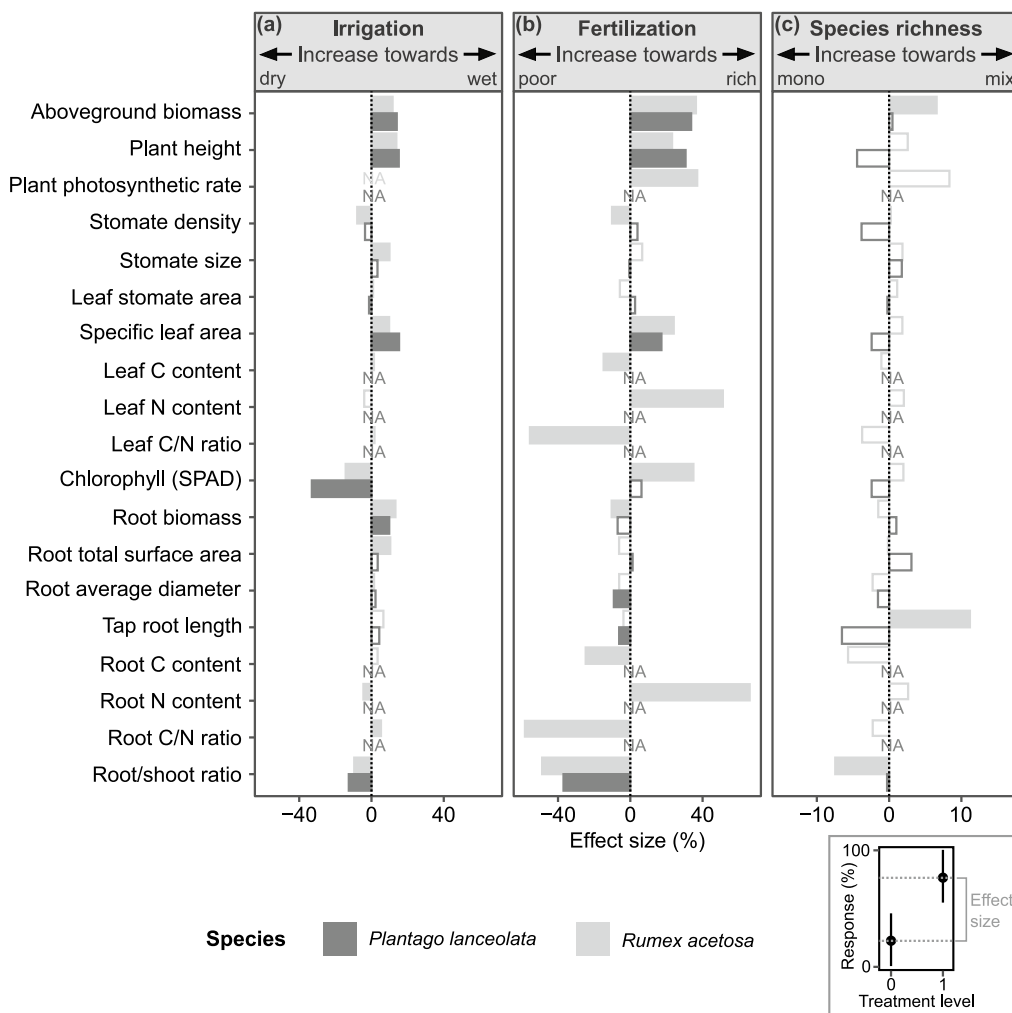 (a) Irrigation
Increase towards
dry wet
(b) Fertilization
Increase towards
poor rich
(c) Species richness
Increase towards
mono mix
Aboveground biomass
Plant height
Plant photosynthetic rate
NA
NA NA NA
Stomate density
Stomate size
Leaf stomate area
Specific leaf area
Leaf C content
NA NA NA
Leaf N content
NA NA NA
Leaf C/N ratio
NA NA NA
Chlorophyll (SPAD)
Root biomass
Root total surface area
Root average diameter
Tap root length
Root C content
NA NA NA
Root N content
NA NA NA
Root C/N ratio
NA NA NA
Root/shoot ratio
−40 0 40 −40 0 40 −10 0 10
Effect size (%)
Species Plantago lanceolata Rumex acetosa
Response (%)
100
0
Effect
size
0 1
Treatment level